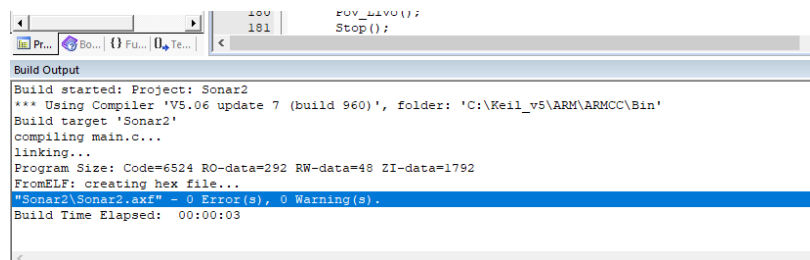 180 Pov_Livo();
181 Stop();
Pr... Bo... {} Fu... 0 Te...
Build Output
Build started: Project: Sonar2
*** Using Compiler 'V5.06 update 7 (build 960)', folder: 'C:\Keil_v5\ARM\ARMCC\Bin'
Build target 'Sonar2'
compiling main.c...
linking...
Program Size: Code=6524 RO-data=292 RW-data=48 ZI-data=1792
FromELF: creating hex file...
"Sonar2\Sonar2.axf" - 0 Error(s), 0 Warning(s).
Build Time Elapsed:  00:00:03